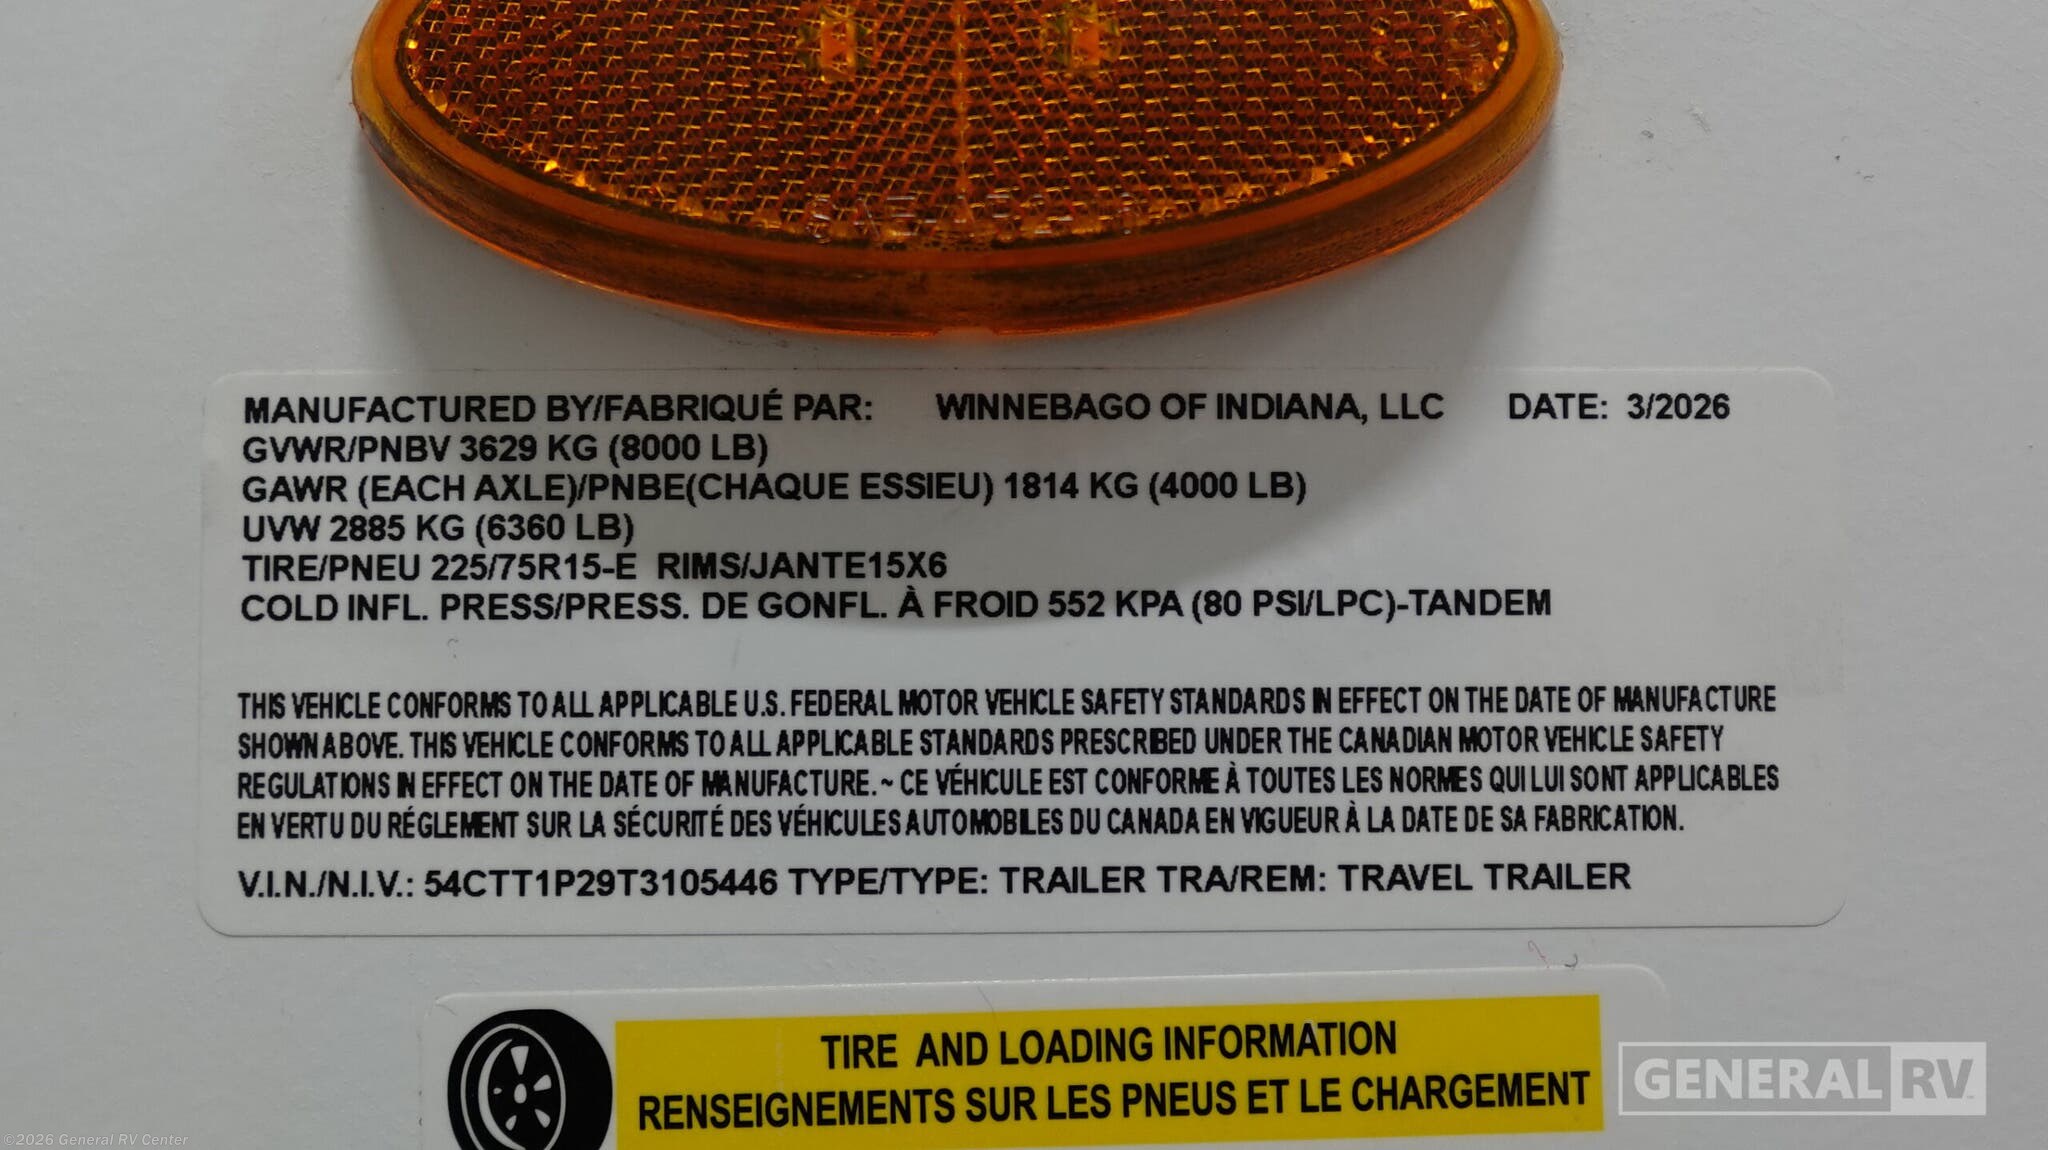 MANUFACTURED BY/FABRIQUÉ PAR: WINNEBAGO OF INDIANA, LLC DATE: 3/2026
GVWR/PNBV 3629 KG (8000 LB)
GAWR (EACH AXLE)/PNBE(CHAQUE ESSIEU) 1814 KG (4000 LB)
UVW 2885 KG (6360 LB)
TIRE/PNEU 225/75R15-E RIMS/JANTE15X6
COLD INFL. PRESS/PRESS. DE GONFL. À FROID 552 KPA (80 PSI/LPC)-TANDEM
THIS VEHICLE CONFORMS TO ALL APPLICABLE U.S. FEDERAL MOTOR VEHICLE SAFETY STANDARDS IN EFFECT ON THE DATE OF MANUFACTURE
SHOWN ABOVE. THIS VEHICLE CONFORMS TO ALL APPLICABLE STANDARDS PRESCRIBED UNDER THE CANADIAN MOTOR VEHICLE SAFETY
REGULATIONS IN EFFECT ON THE DATE OF MANUFACTURE. ~ CE VÉHICULE EST CONFORME À TOUTES LES NORMES QUI LUI SONT APPLICABLES
EN VERTU DU RÉGLEMENT SUR LA SÉCURITÉ DES VÉHICULES AUTOMOBILES DU CANADA EN VIGUEUR À LA DATE DE SA FABRICATION.
V.I.N./N.I.V.: 54CTT1P29T3105446 TYPE/TYPE: TRAILER TRA/REM: TRAVEL TRAILER
TIRE AND LOADING INFORMATION
RENSEIGNEMENTS SUR LES PNEUS ET LE CHARGEMENT
GENERAL RV
©2026 General RV Center